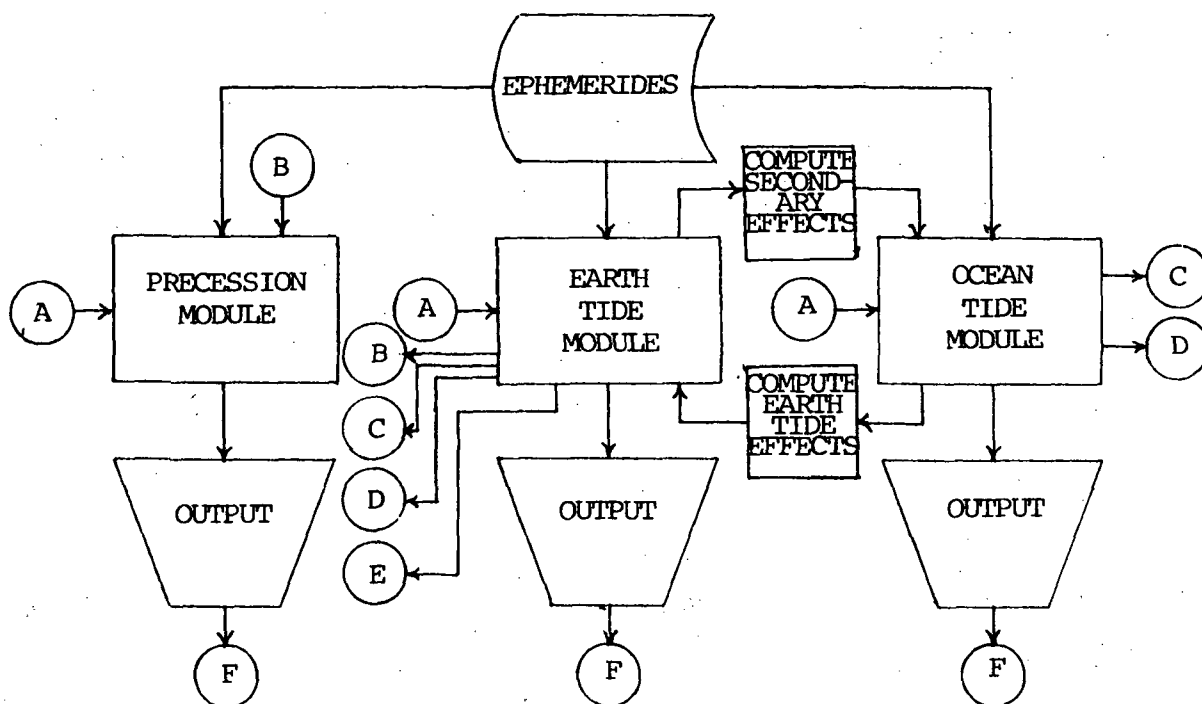 EPHEMERIDES
B
COMPUTE
SECOND-
ARY
EFFECTS
A
PRECESSION
MODULE
A
EARTH
TIDE
MODULE
A
OCEAN
TIDE
MODULE
C
D
B
C
D
E
COMPUTE
EARTH
TIDE
EFFECTS
OUTPUT
OUTPUT
OUTPUT
F
F
F